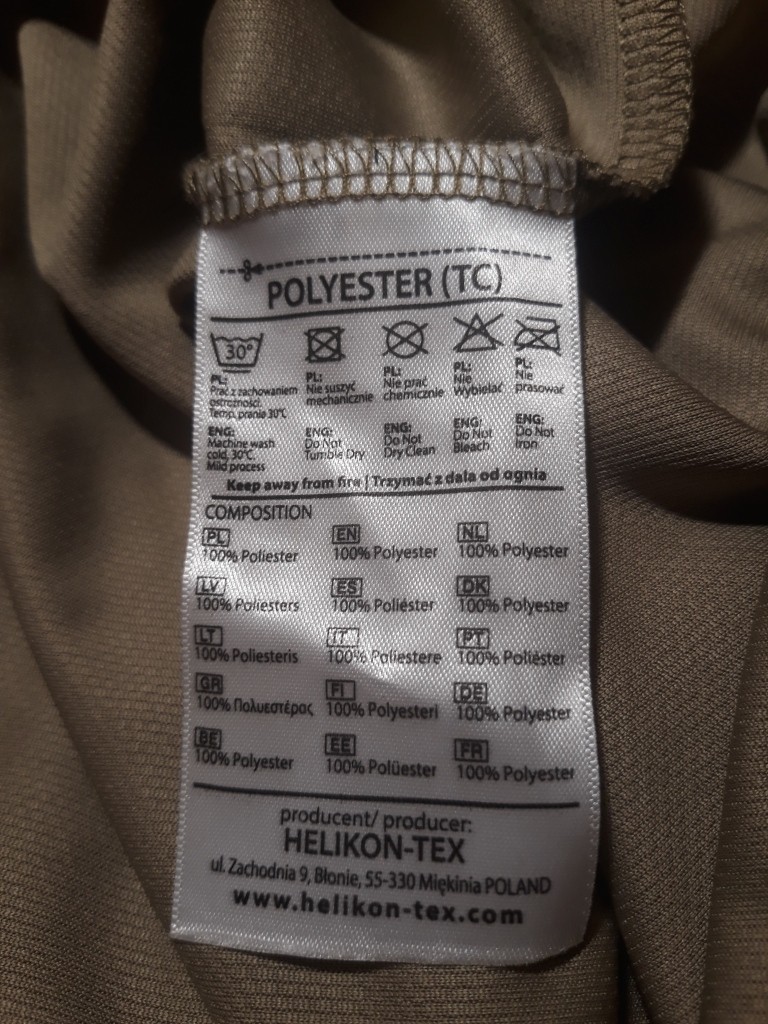 POLYESTER (TC)
30°
PL: Prać z zachowaniem ostrożności. Temp. prania 30℃
PL: Nie suszyć mechanicznie
PL: Nie prać chemicznie
PL: Nie wybielać
PL: Nie prasować
ENG: Machine wash cold, 30℃. Mild process
ENG: Do Not Tumble Dry
ENG: Do Not Dry Clean
ENG: Do Not Bleach
ENG: Do Not Iron
Keep away from fire | Trzymać z dala od ognia
COMPOSITION
PL EN NL
100% Poliester 100% Polyester 100% Polyester
LV ES DK
100% Poliesters 100% Poliéster 100% Polyester
LT IT PT
100% Poliesteris 100% Poliestere 100% Poliéster
GR FI DE
100% Πολυεστέρας 100% Polyesteri 100% Polyester
BE EE FR
100% Polyester 100% Polüester 100% Polyester
producent/ producer:
HELIKON-TEX
ul. Zachodnia 9, Błonie, 55-330 Miękinia POLAND
www.helikon-tex.com